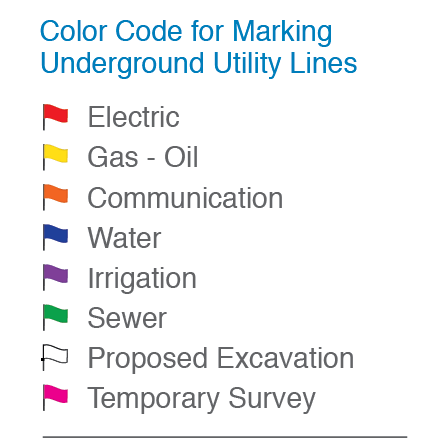 Color Code for Marking
Underground Utility Lines
Electric
Gas - Oil
Communication
Water
Irrigation
Sewer
Proposed Excavation
Temporary Survey